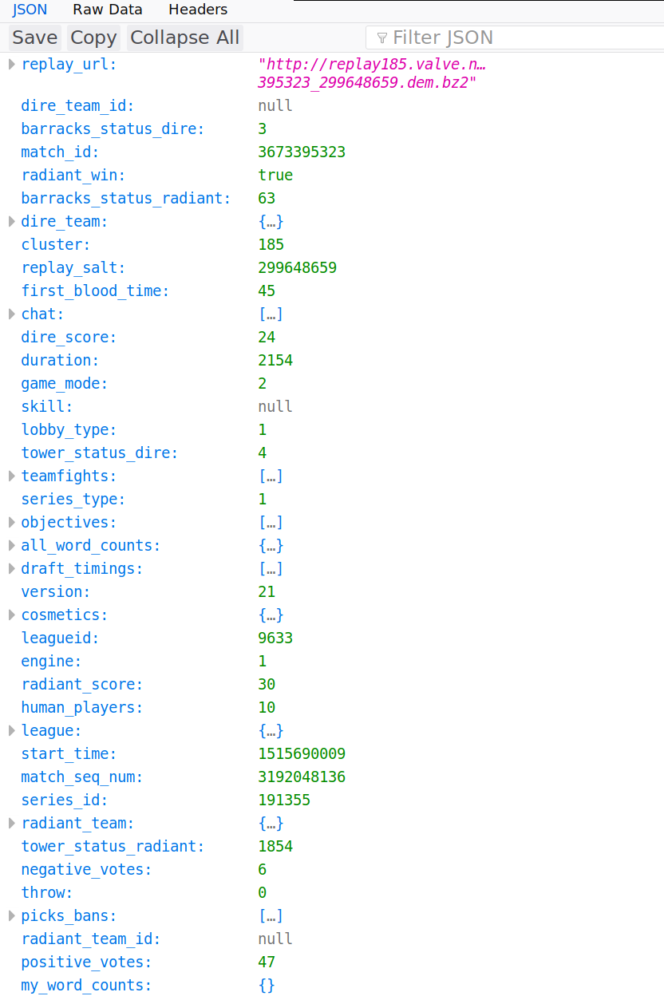 JSON Raw Data Headers
Save Copy Collapse All Filter JSON
replay_url: "http://replay185.valve.n…
395323_299648659.dem.bz2"
dire_team_id: null
barracks_status_dire: 3
match_id: 3673395323
radiant_win: true
barracks_status_radiant: 63
dire_team: {…}
cluster: 185
replay_salt: 299648659
first_blood_time: 45
chat: […]
dire_score: 24
duration: 2154
game_mode: 2
skill: null
lobby_type: 1
tower_status_dire: 4
teamfights: […]
series_type: 1
objectives: […]
all_word_counts: {…}
draft_timings: […]
version: 21
cosmetics: {…}
leagueid: 9633
engine: 1
radiant_score: 30
human_players: 10
league: {…}
start_time: 1515690009
match_seq_num: 3192048136
series_id: 191355
radiant_team: {…}
tower_status_radiant: 1854
negative_votes: 6
throw: 0
picks_bans: […]
radiant_team_id: null
positive_votes: 47
my_word_counts: {}